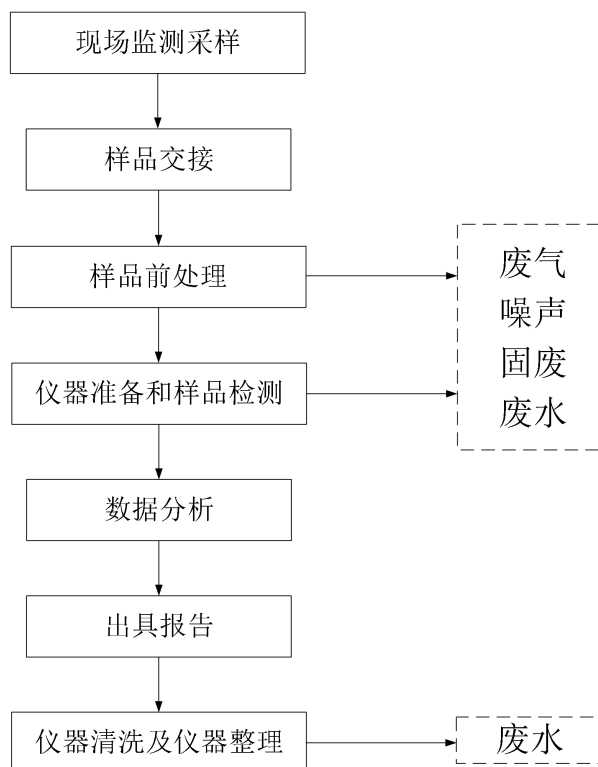 现场监测采样
样品交接
样品前处理
废气
噪声
固废
废水
仪器准备和样品检测
数据分析
出具报告
仪器清洗及仪器整理
废水